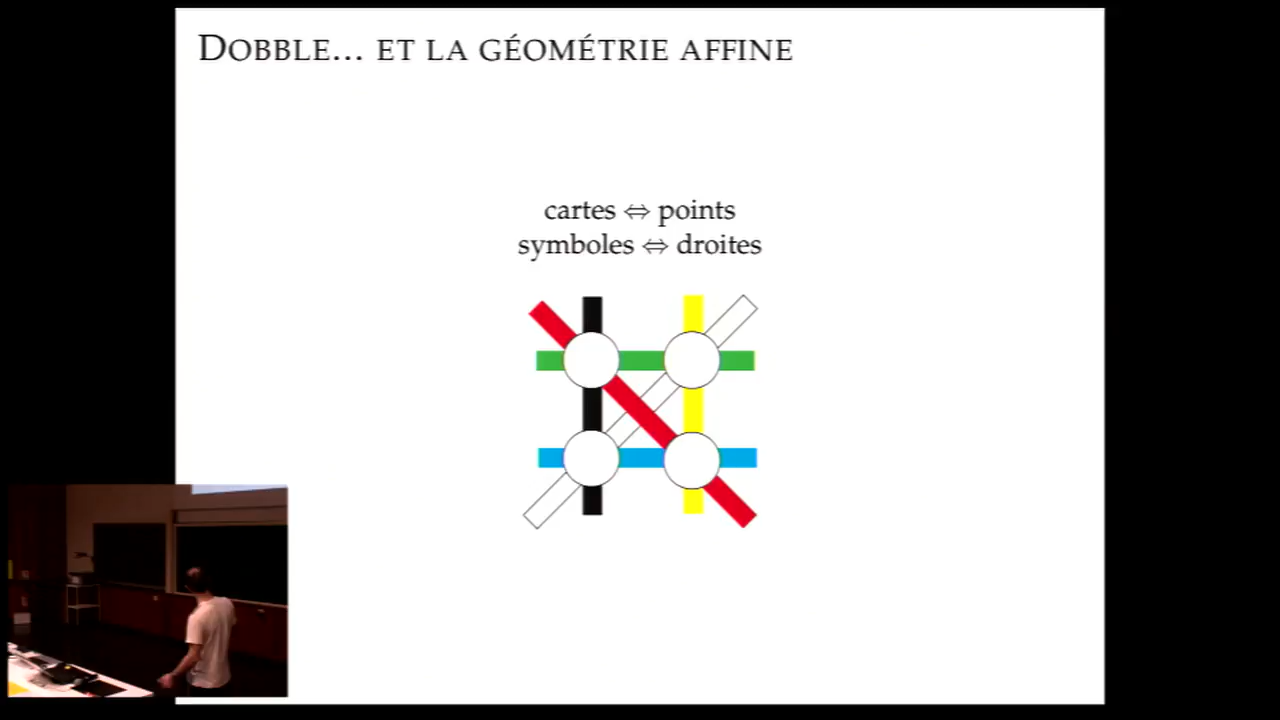 DOBBLE... ET LA GÉOMÉTRIE AFFINE
cartes ⇔ points
symboles ⇔ droites